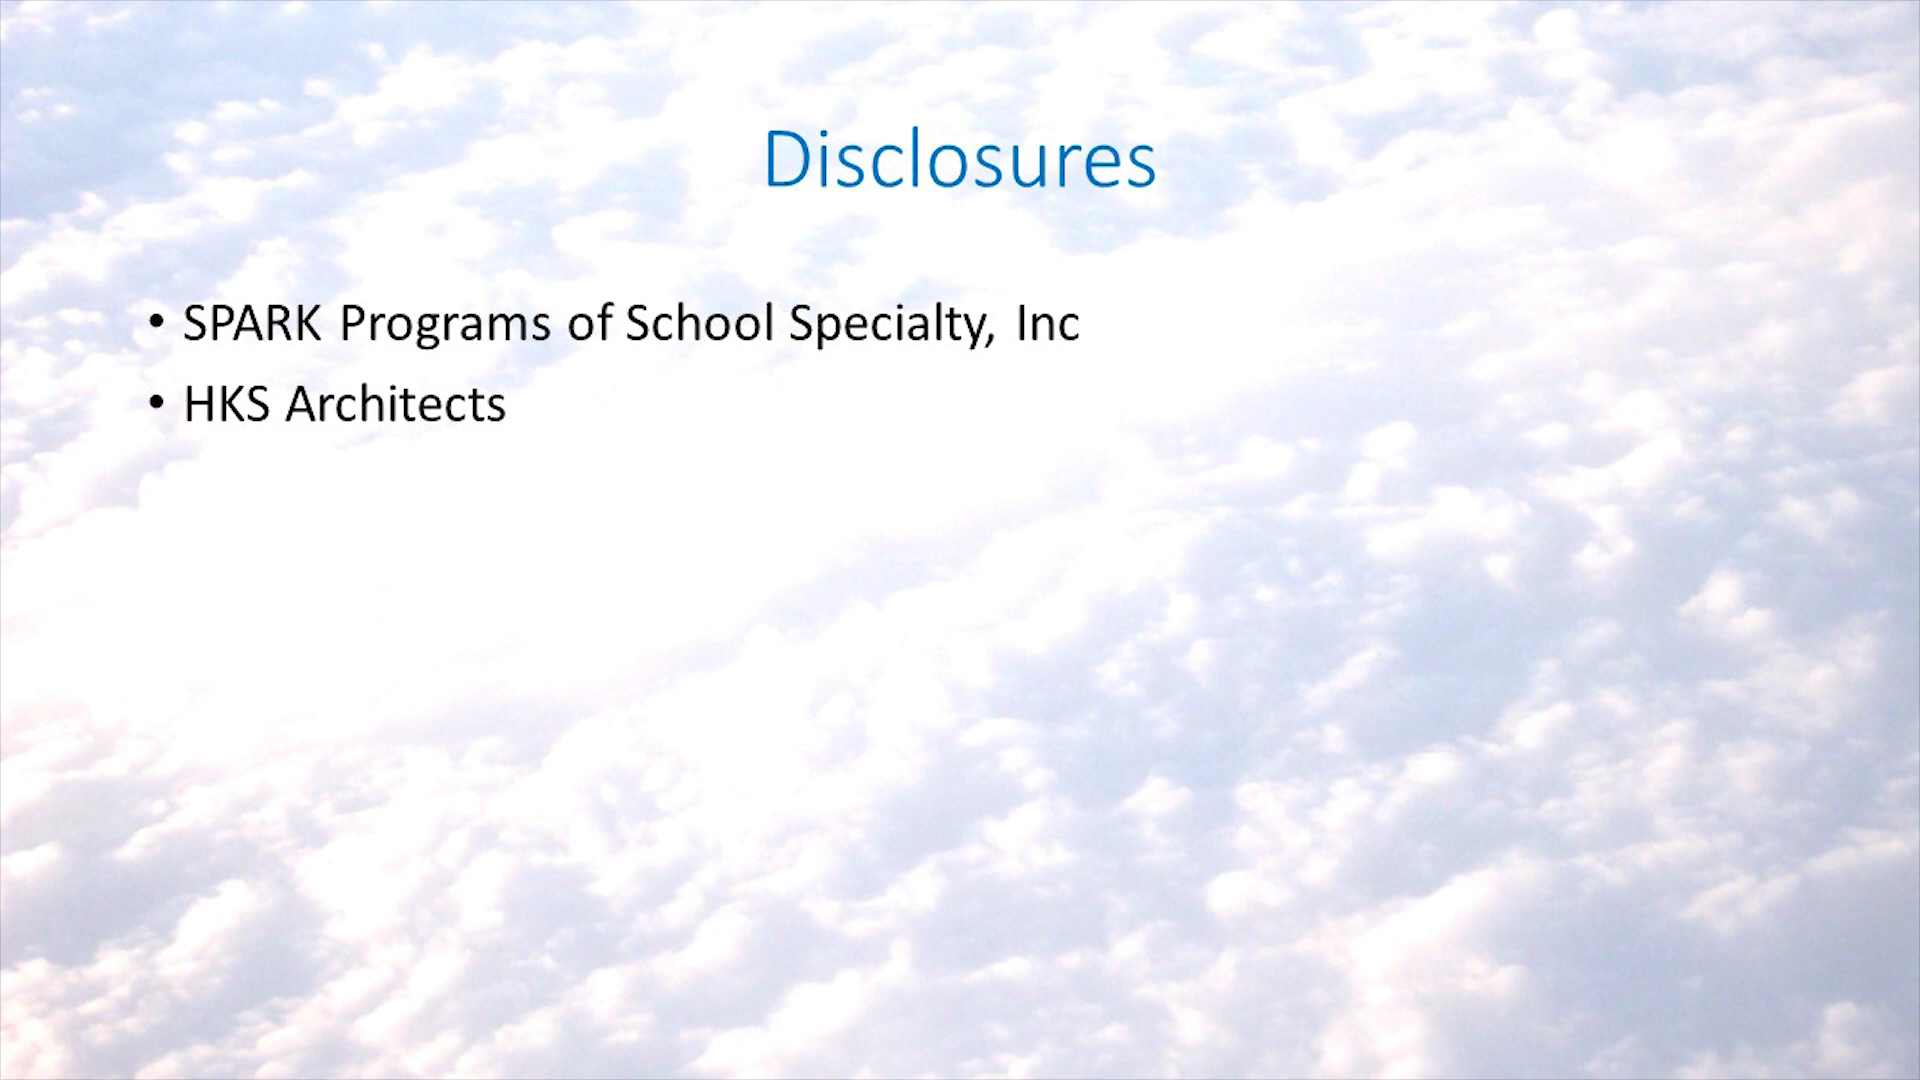 Disclosures
• SPARK Programs of School Specialty, Inc
• HKS Architects